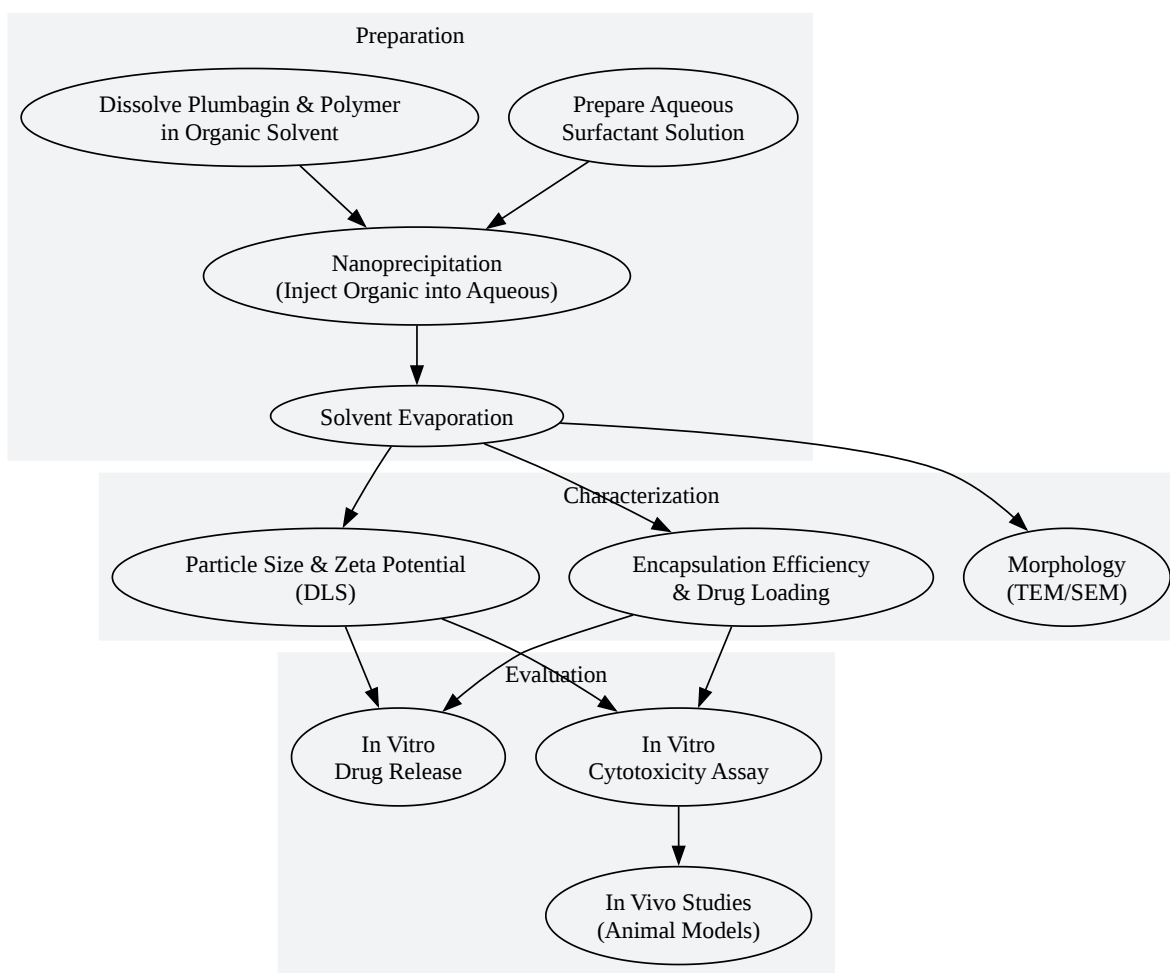 Preparation
Dissolve Plumbagin & Polymer
in Organic Solvent
Prepare Aqueous
Surfactant Solution
Nanoprecipitation
(Inject Organic into Aqueous)
Solvent Evaporation
Characterization
Particle Size & Zeta Potential
(DLS)
Encapsulation Efficiency
& Drug Loading
Morphology
(TEM/SEM)
Evaluation
In Vitro
Drug Release
In Vitro
Cytotoxicity Assay
In Vivo Studies
(Animal Models)